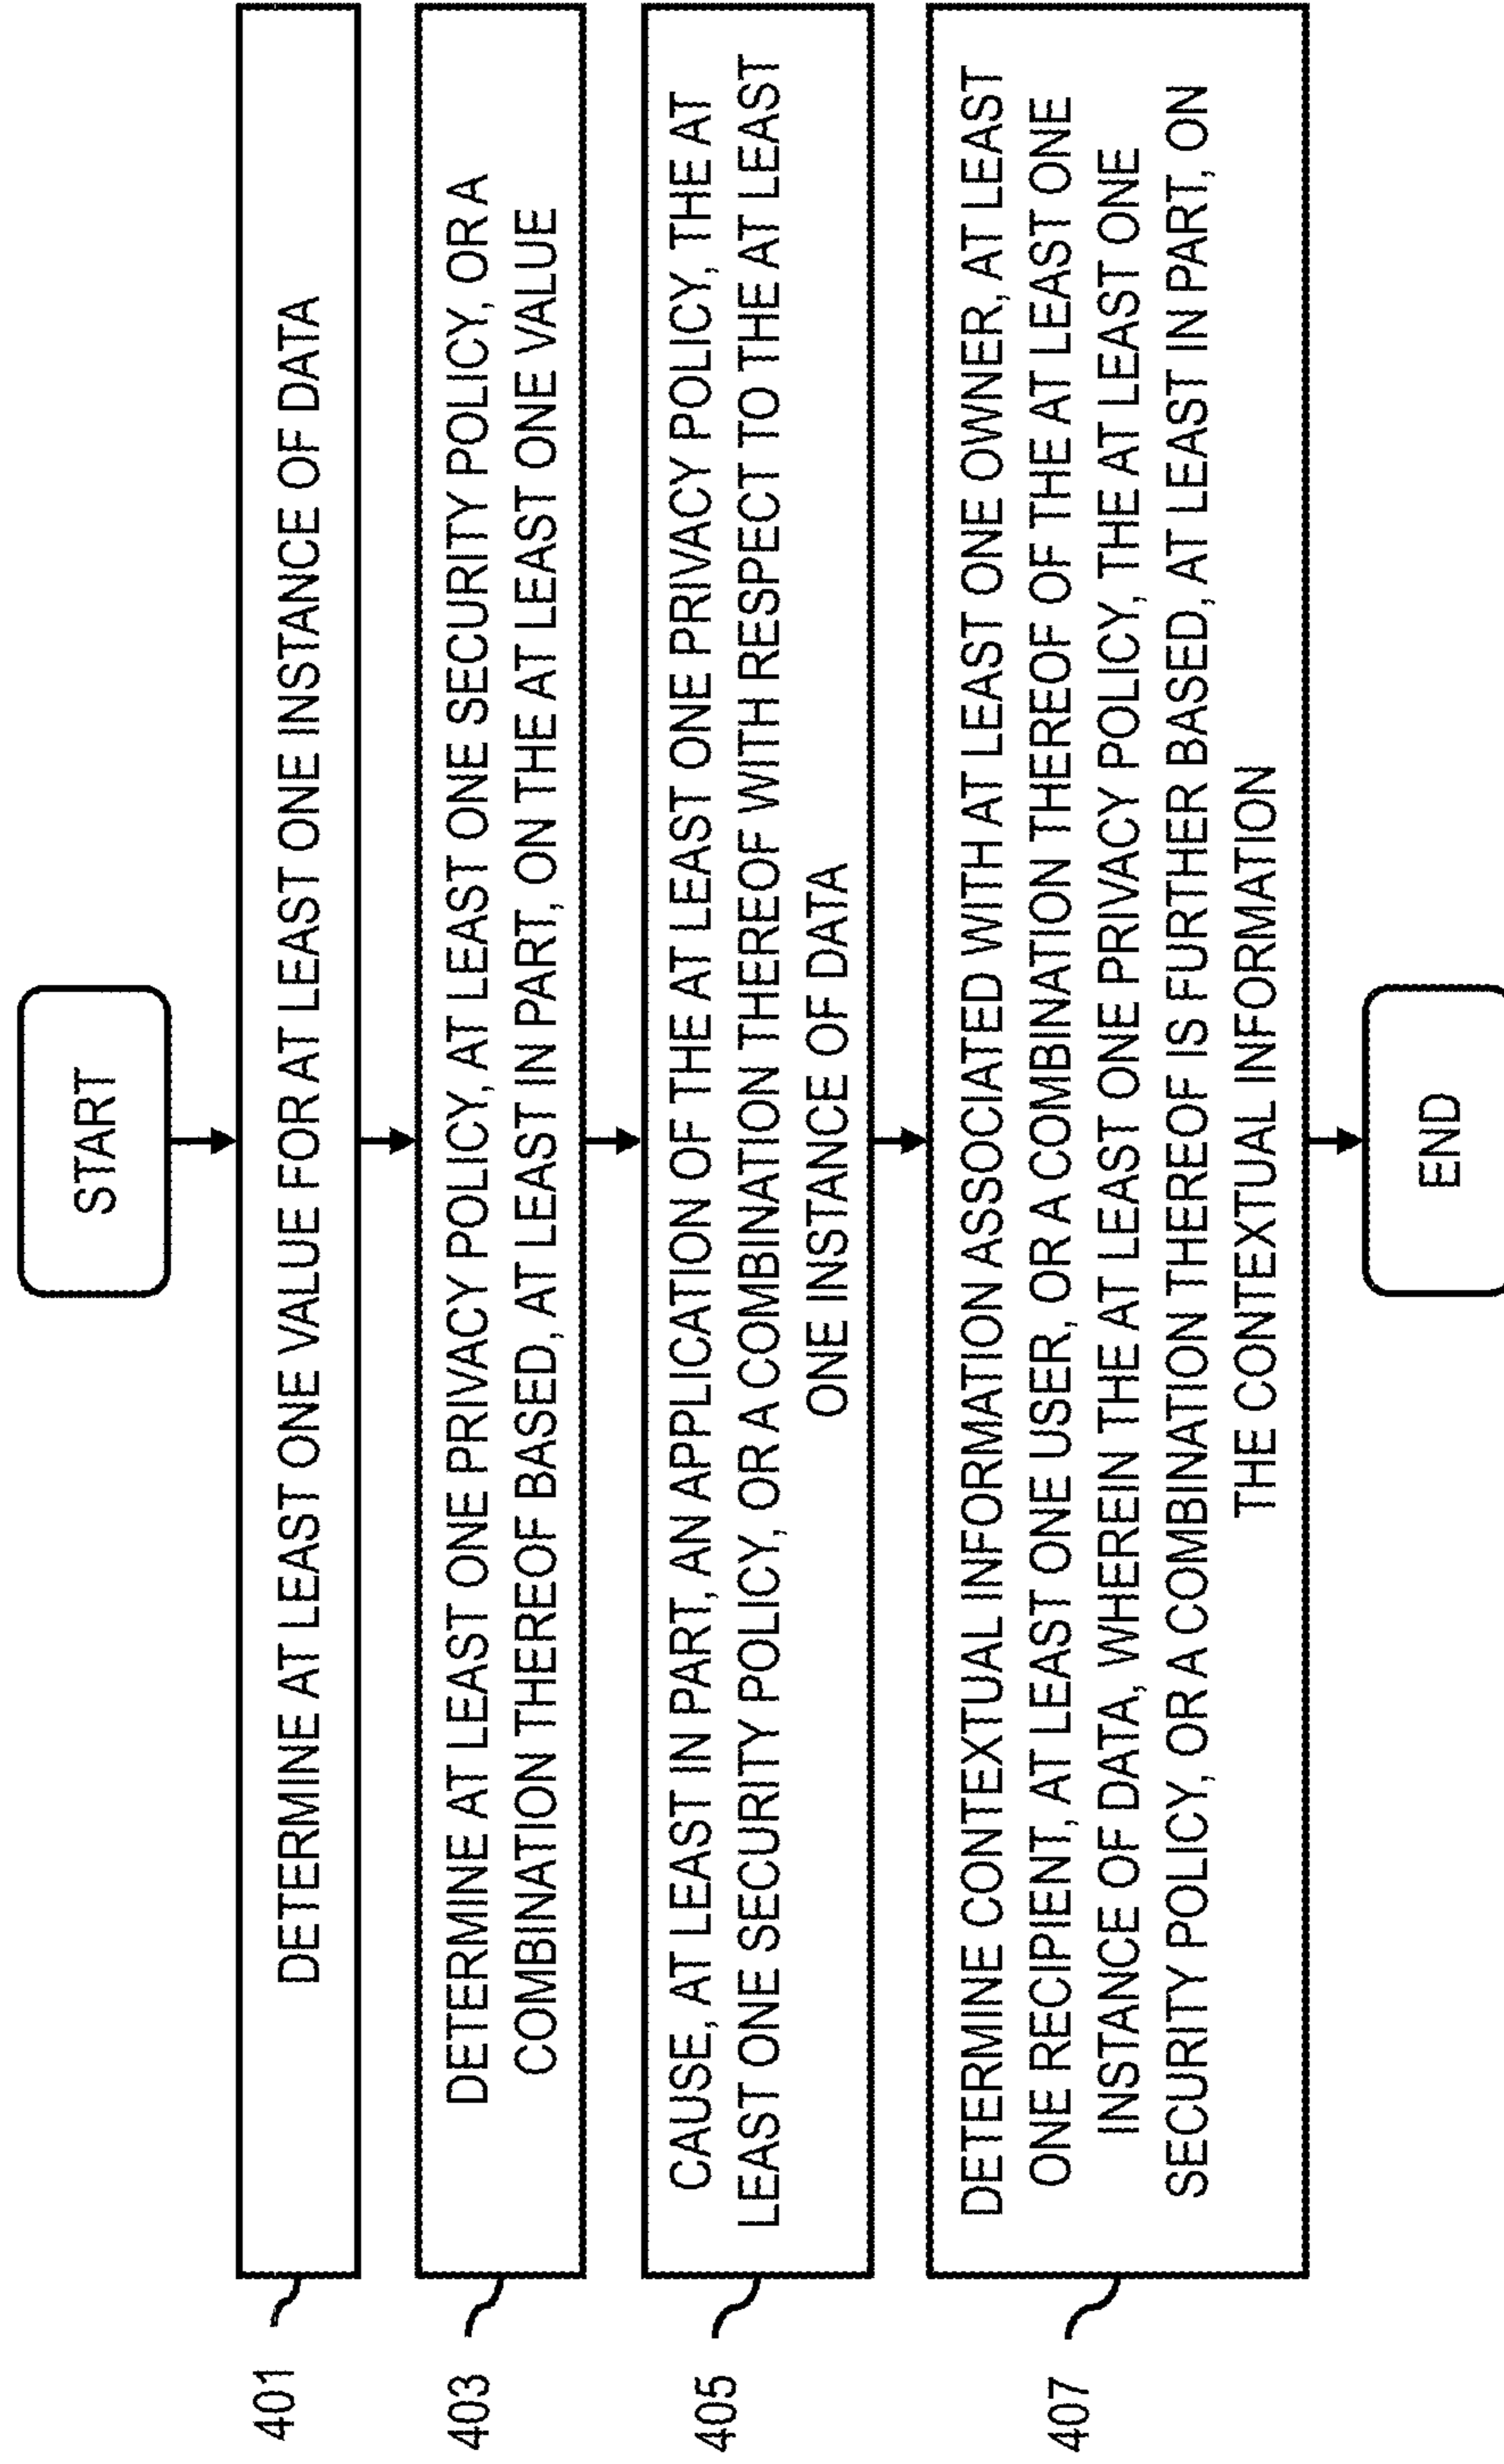 START
401
DETERMINE AT LEAST ONE VALUE FOR AT LEAST ONE INSTANCE OF DATA
403
DETERMINE AT LEAST ONE PRIVACY POLICY, AT LEAST ONE SECURITY POLICY, OR A
COMBINATION THEREOF BASED, AT LEAST IN PART, ON THE AT LEAST ONE VALUE
405
CAUSE, AT LEAST IN PART, AN APPLICATION OF THE AT LEAST ONE PRIVACY POLICY, THE AT
LEAST ONE SECURITY POLICY, OR A COMBINATION THEREOF WITH RESPECT TO THE AT LEAST
ONE INSTANCE OF DATA
407
DETERMINE CONTEXTUAL INFORMATION ASSOCIATED WITH AT LEAST ONE OWNER, AT LEAST
ONE RECIPIENT, AT LEAST ONE USER, OR A COMBINATION THEREOF OF THE AT LEAST ONE
INSTANCE OF DATA, WHEREIN THE AT LEAST ONE PRIVACY POLICY, THE AT LEAST ONE
SECURITY POLICY, OR A COMBINATION THEREOF IS FURTHER BASED, AT LEAST IN PART, ON
THE CONTEXTUAL INFORMATION
END